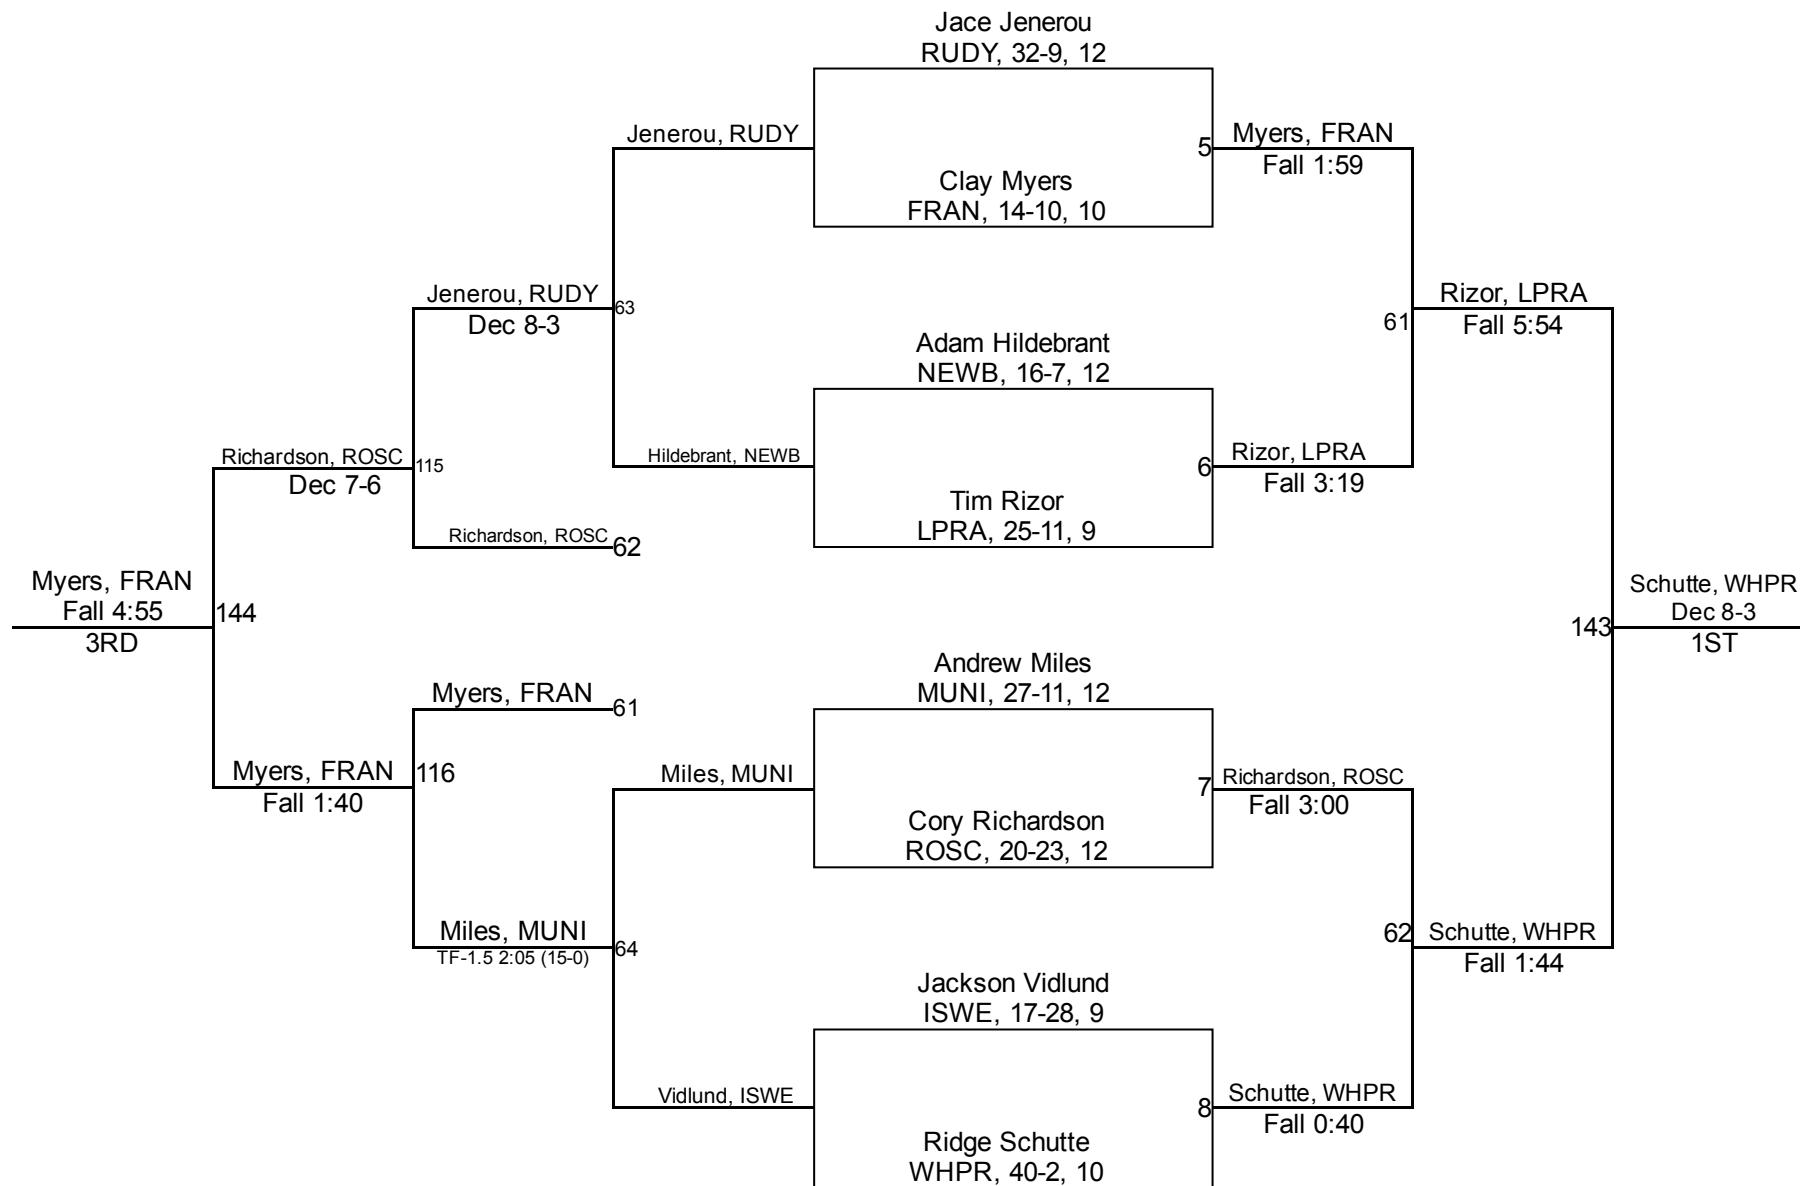 Jace Jenerou
RUDY, 32-9, 12
Jenerou, RUDY
5
Myers, FRAN
Fall 1:59
Clay Myers
FRAN, 14-10, 10
Jenerou, RUDY
Dec 8-3
63
61
Rizor, LPRA
Fall 5:54
Adam Hildebrant
NEWB, 16-7, 12
Richardson, ROSC
Dec 7-6
115
Hildebrant, NEWB
6
Rizor, LPRA
Fall 3:19
Tim Rizor
LPRA, 25-11, 9
Richardson, ROSC
62
Myers, FRAN
Fall 4:55
3RD
144
143
Schutte, WHPR
Dec 8-3
1ST
Andrew Miles
MUNI, 27-11, 12
Myers, FRAN
61
Myers, FRAN
Fall 1:40
116
Miles, MUNI
7
Richardson, ROSC
Fall 3:00
Cory Richardson
ROSC, 20-23, 12
Miles, MUNI
TF-1.5 2:05 (15-0)
64
62
Schutte, WHPR
Fall 1:44
Jackson Vidlund
ISWE, 17-28, 9
Vidlund, ISWE
8
Schutte, WHPR
Fall 0:40
Ridge Schutte
WHPR, 40-2, 10